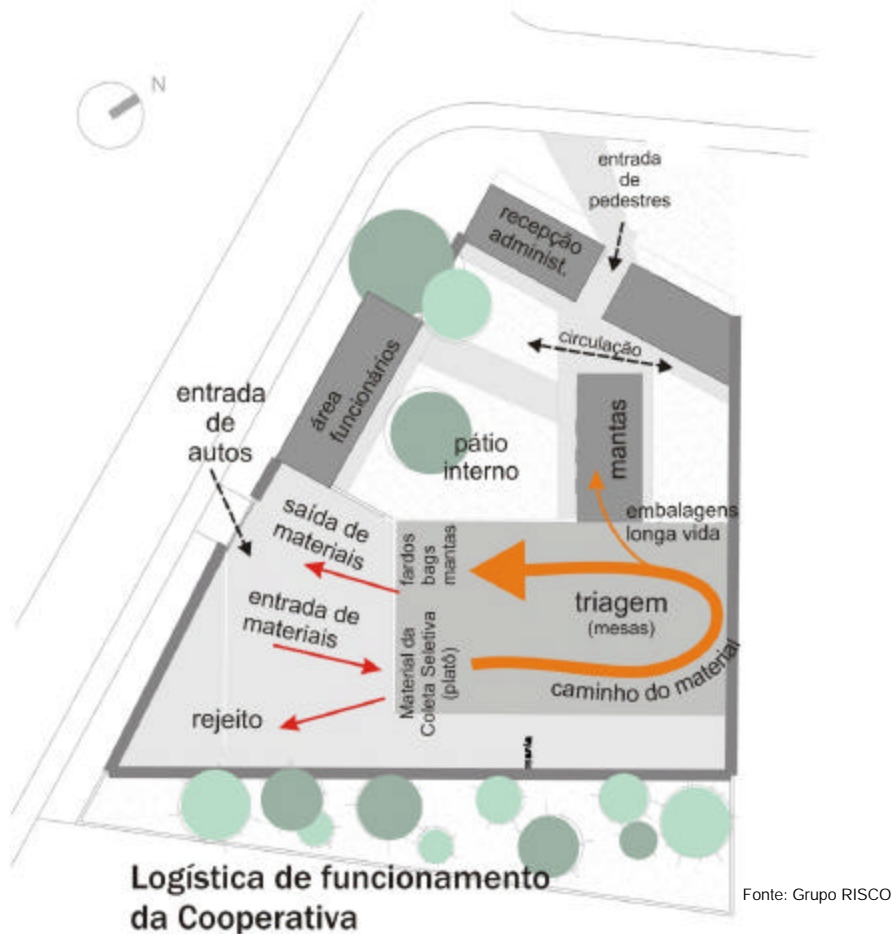 N
entrada
de
pedestres
recepção
administ.
circulação
área
funcionários
entrada
de
autos
pátio
interno
mantas
embalagens
longa vida
saída de
materiais
fardos
bags
mantas
triagem
(mesas)
entrada de
materiais
Material da
Coleta Seletiva
(platô)
caminho do material
rejeito
Logística de funcionamento
da Cooperativa
Fonte: Grupo RISCO